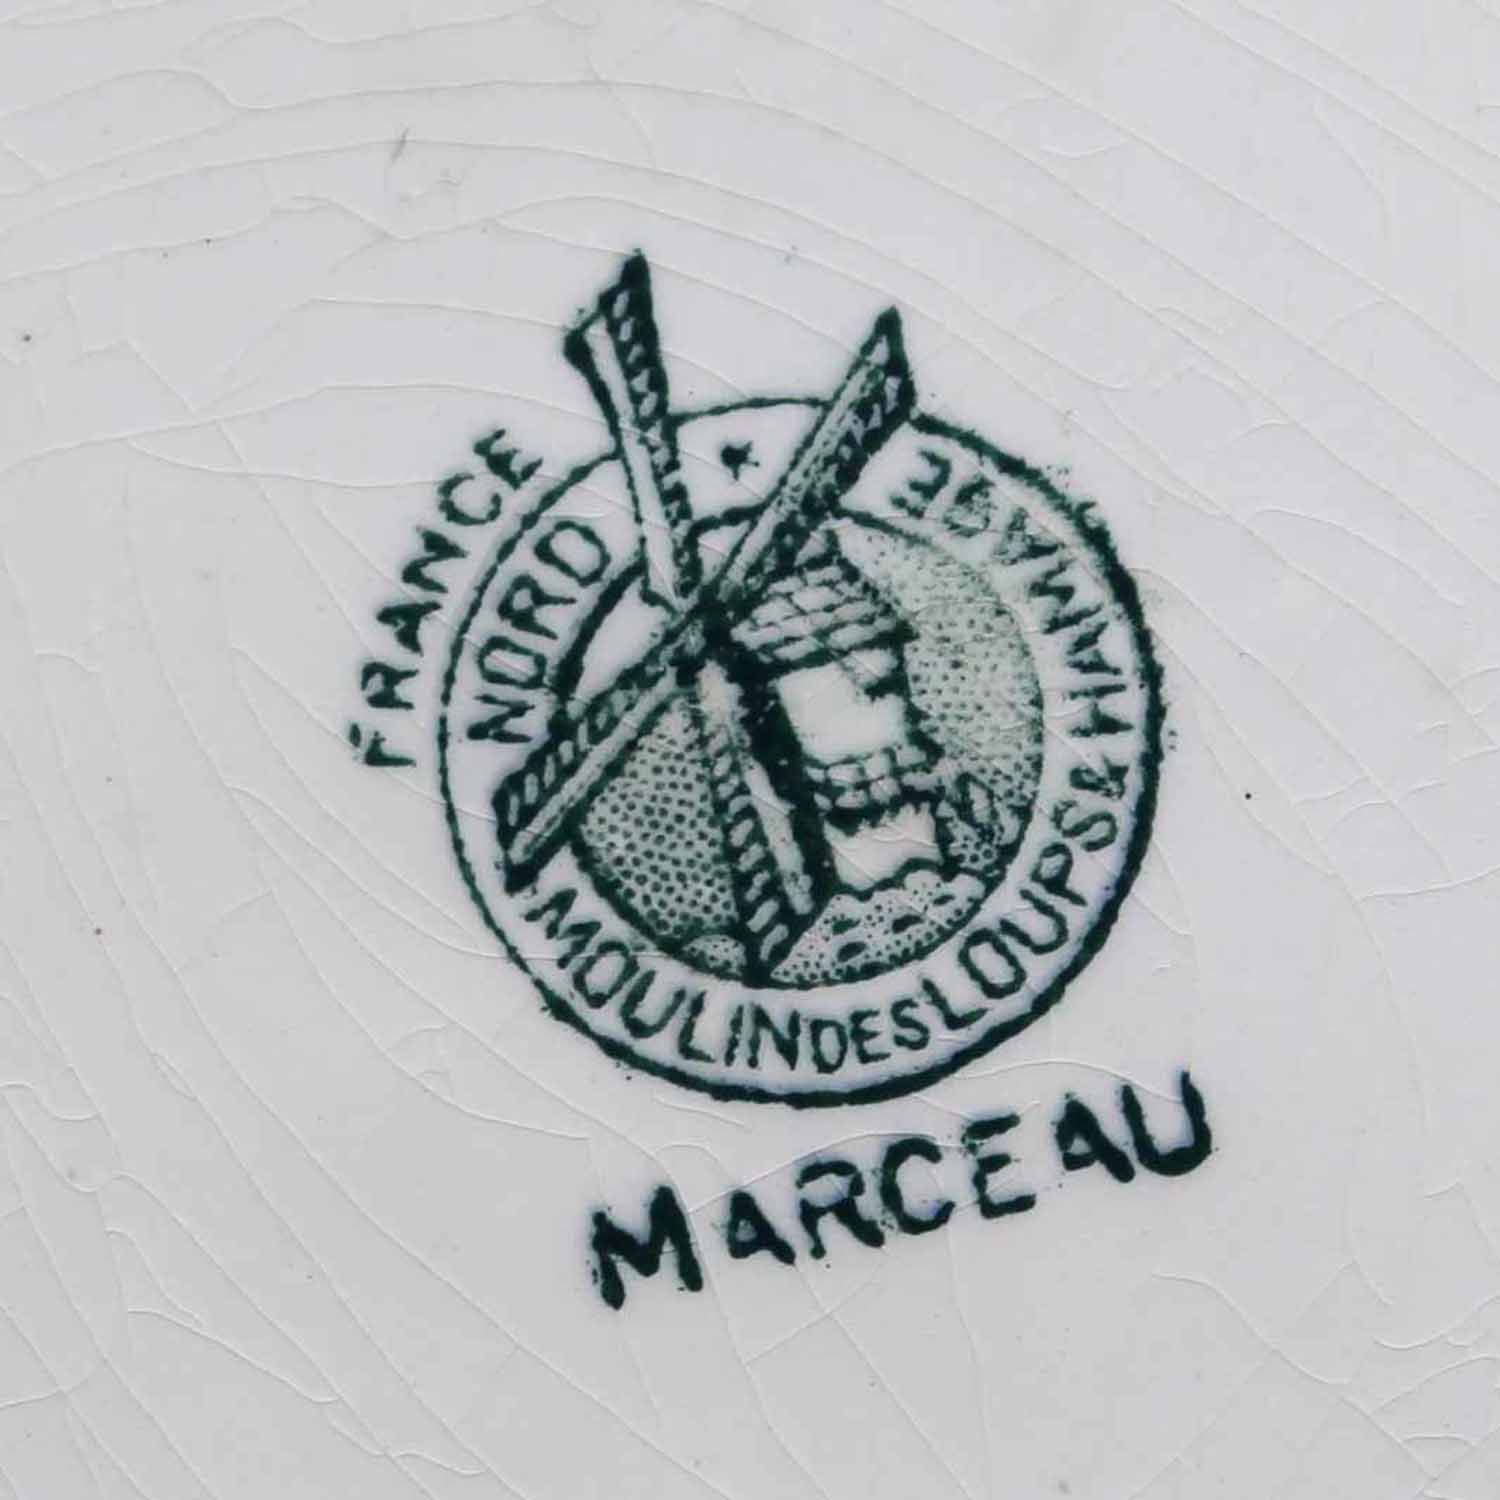 FRANCE
NORD
MOULIN DES LOUPS & HAMAGE
MARCEAU